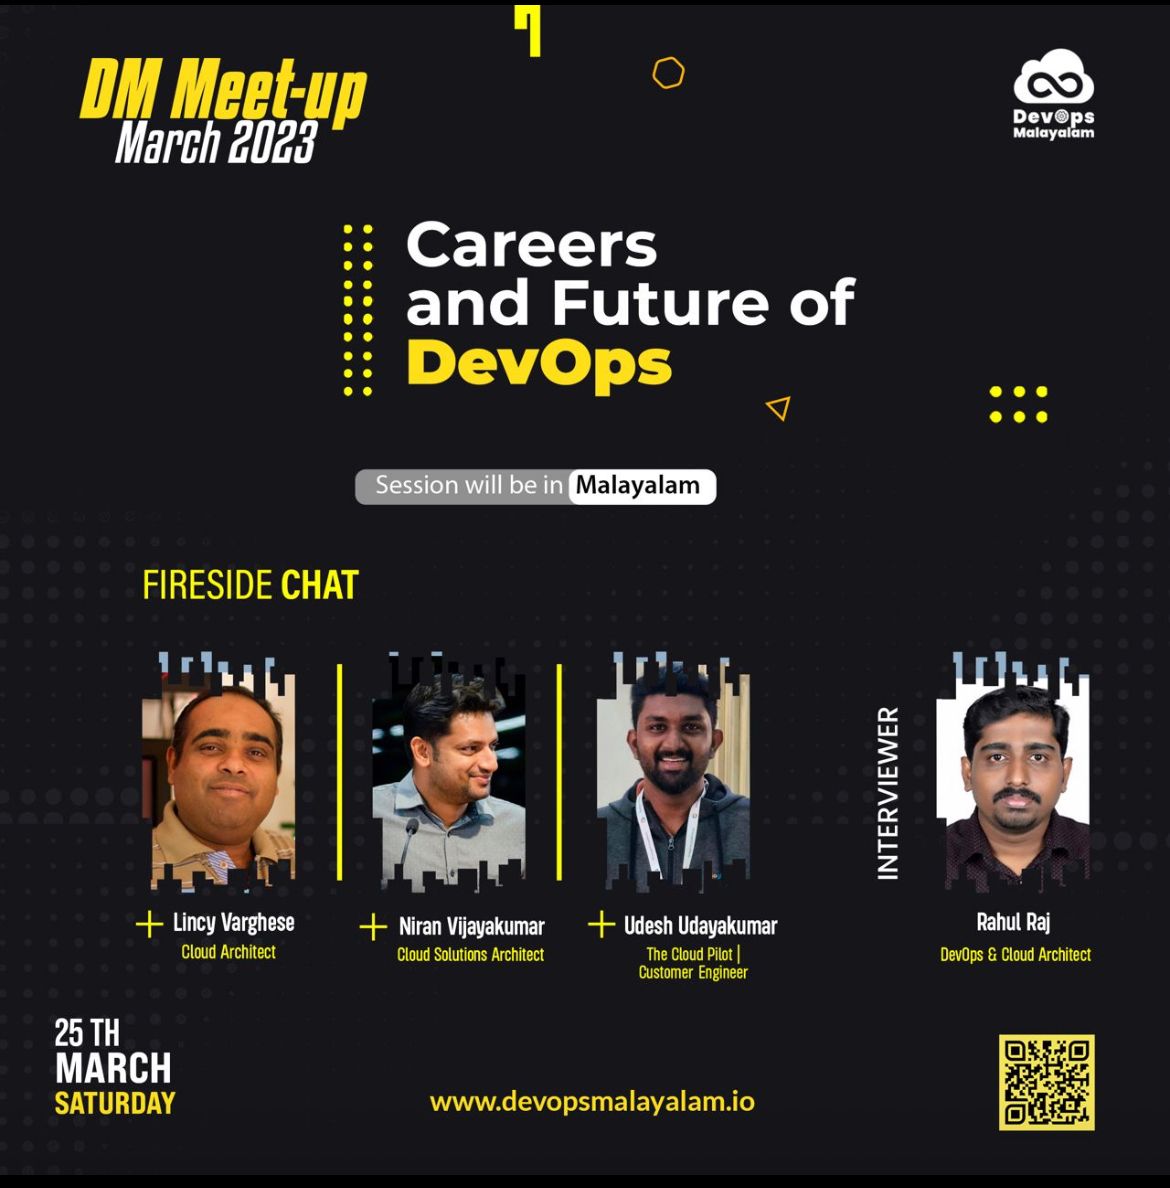 DM Meet-up
March 2023
DevOps
Malayalam
Careers
and Future of
DevOps
Session will be in Malayalam
FIRESIDE CHAT
INTERVIEWER
Lincy Varghese
Cloud Architect
Niran Vijayakumar
Cloud Solutions Architect
Udesh Udayakumar
The Cloud Pilot |
Customer Engineer
Rahul Raj
DevOps & Cloud Architect
25 TH
MARCH
SATURDAY
www.devopsmalayalam.io